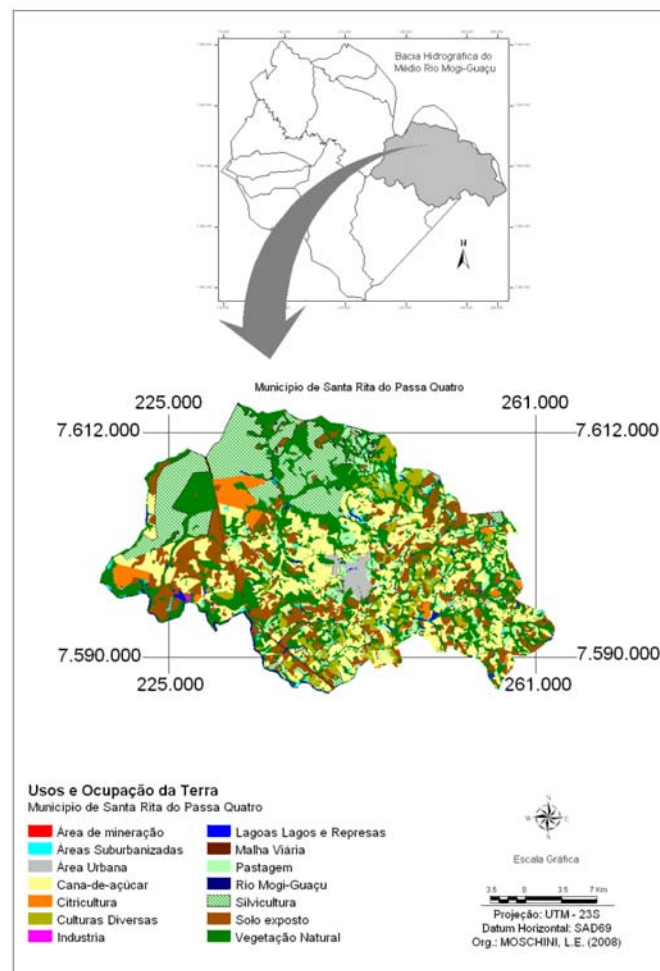 Bacia Hidrográfica do
Médio Rio Mogi-Guaçu
N
Municipio de Santa Rita do Passa Quatro
225.000
261.000
7.612.000
7.612.000
7.590.000
7.590.000
225.000
261.000
Usos e Ocupação da Terra
Municipio de Santa Rita do Passa Quatro
Área de mineração
Áreas Suburbanizadas
Área Urbana
Cana-de-açúcar
Citricultura
Culturas Diversas
Industria
Lagoas Lagos e Represas
Malha Viária
Pastagem
Rio Mogi-Guaçu
Silvicultura
Solo exposto
Vegetação Natural
N
W
E
S
Escala Gráfica
3.5 0 3.5 7 Km
Projeção: UTM - 23S
Datum Horizontal: SAD69
Org.: MOSCHINI, L.E. (2008)